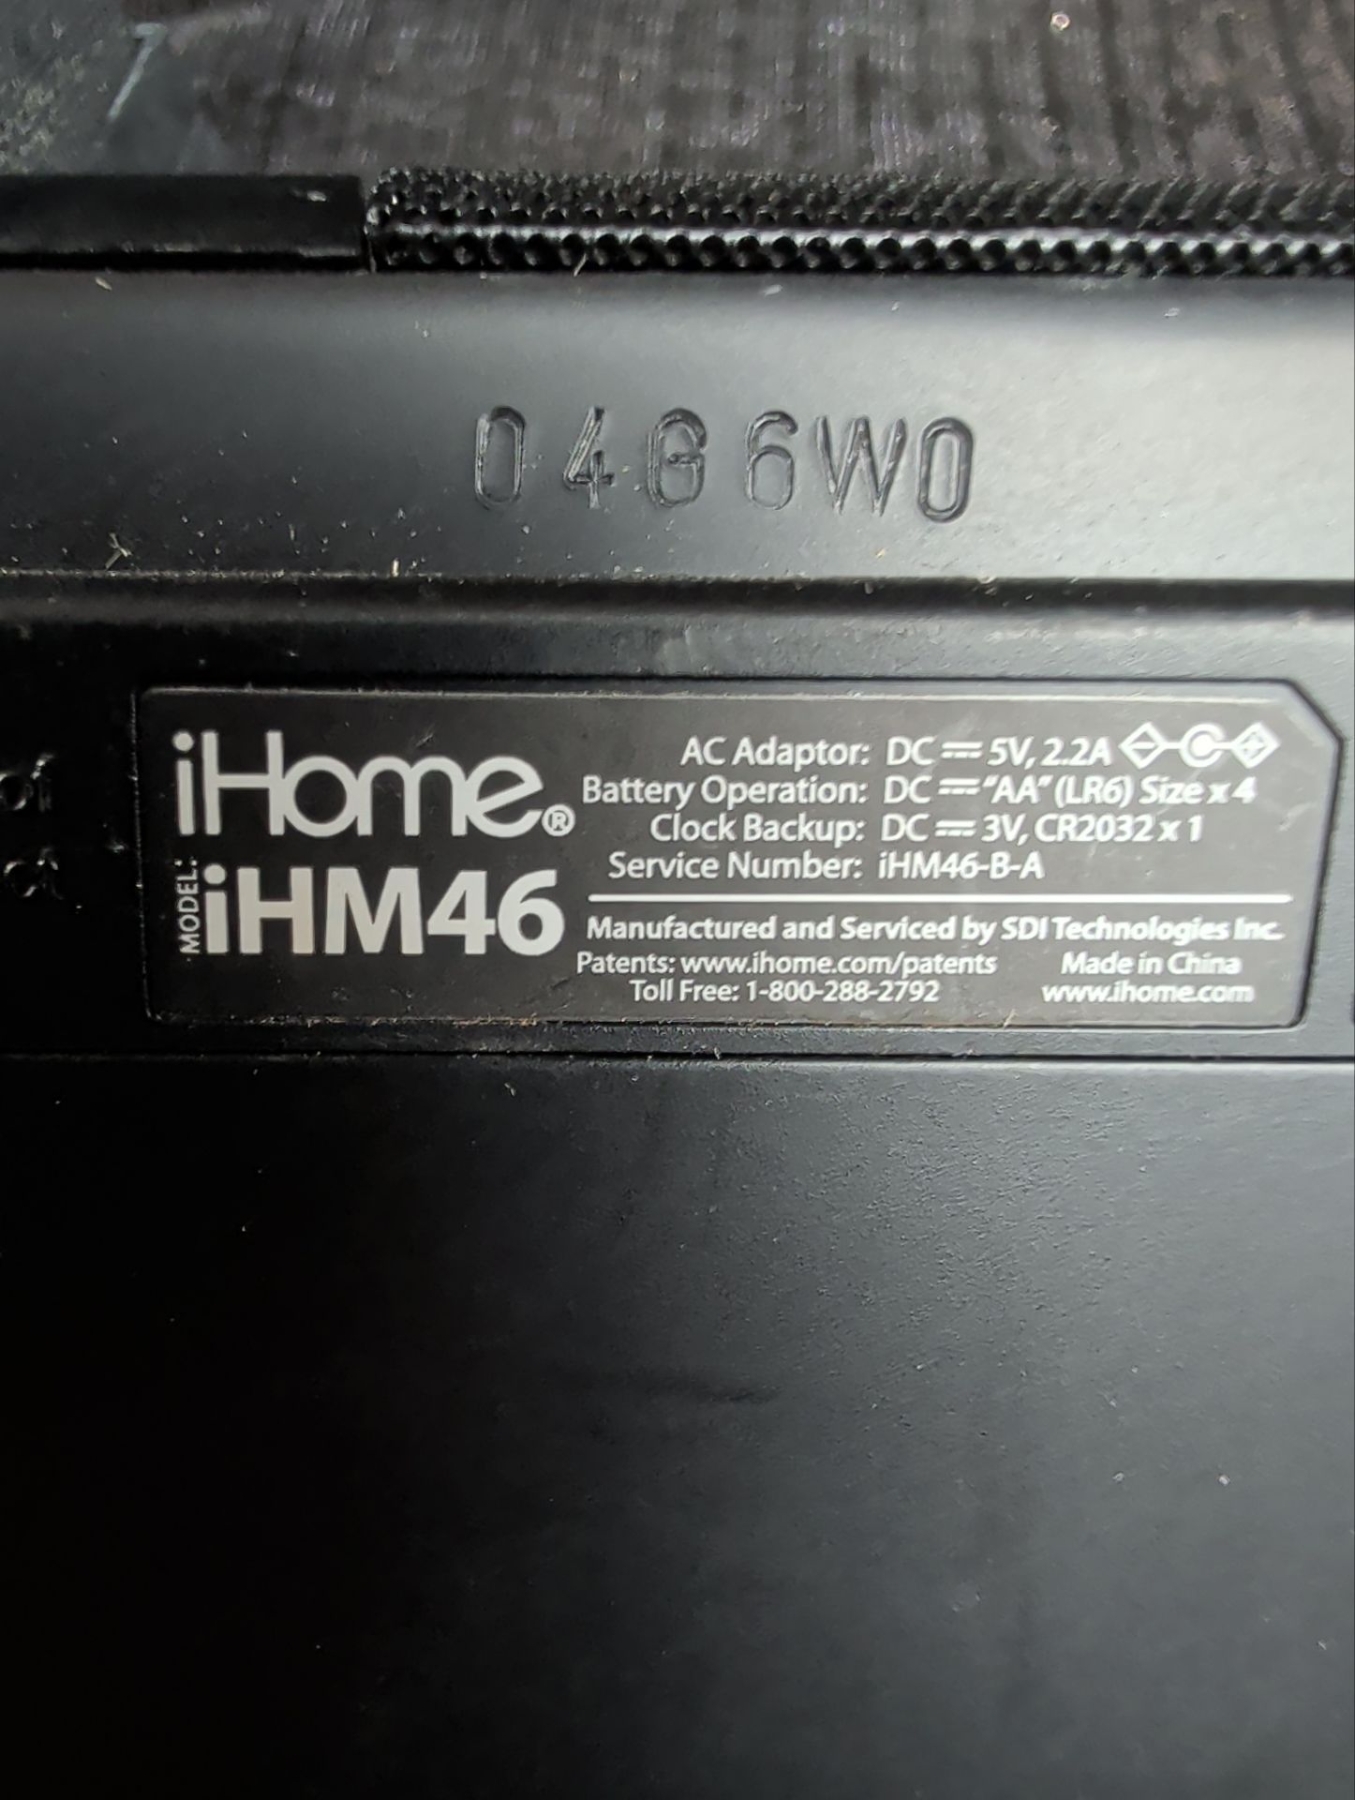 04G6W0
iHome®
MODEL: iHM46
AC Adaptor: DC ⎓ 5V, 2.2A
Battery Operation: DC ⎓ "AA" (LR6) Size x 4
Clock Backup: DC ⎓ 3V, CR2032 x 1
Service Number: iHM46-B-A
Manufactured and Serviced by SDI Technologies Inc.
Patents: www.ihome.com/patents Made in China
Toll Free: 1-800-288-2792 www.ihome.com